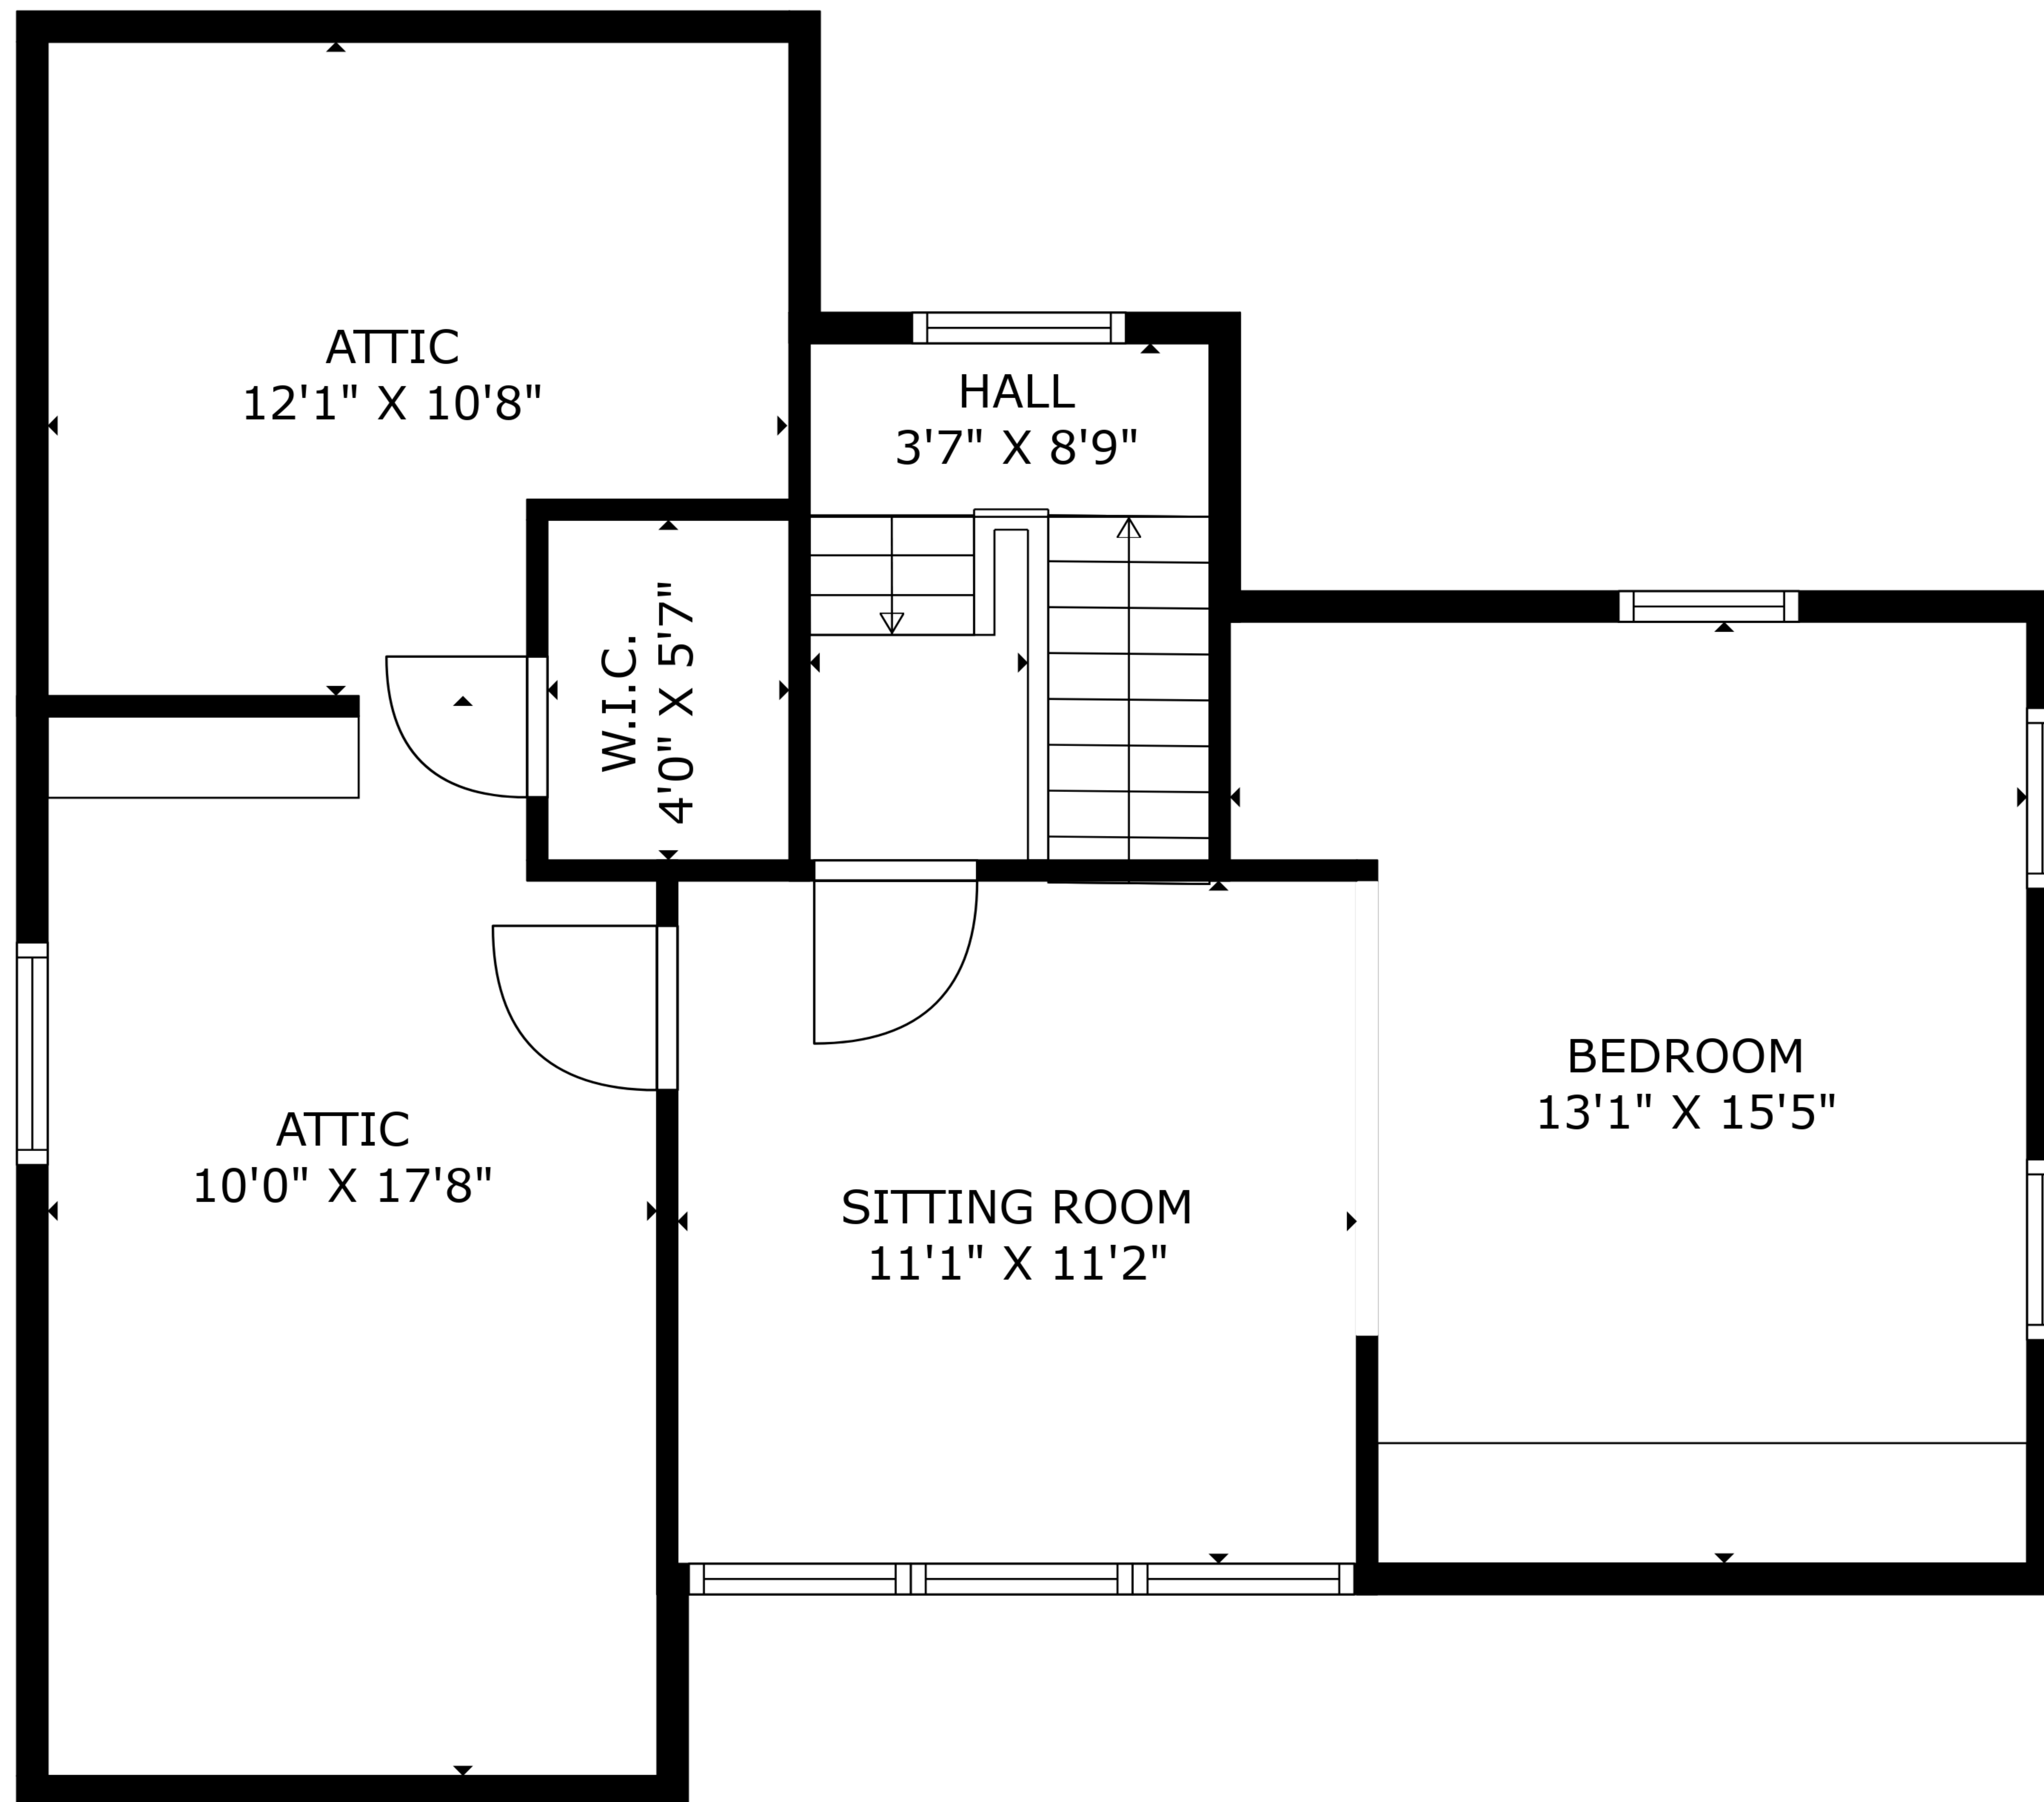 ATTIC
12'1" X 10'8"
HALL
3'7" X 8'9"
W.I.C.
4'0" X 5'7"
BEDROOM
13'1" X 15'5"
ATTIC
10'0" X 17'8"
SITTING ROOM
11'1" X 11'2"